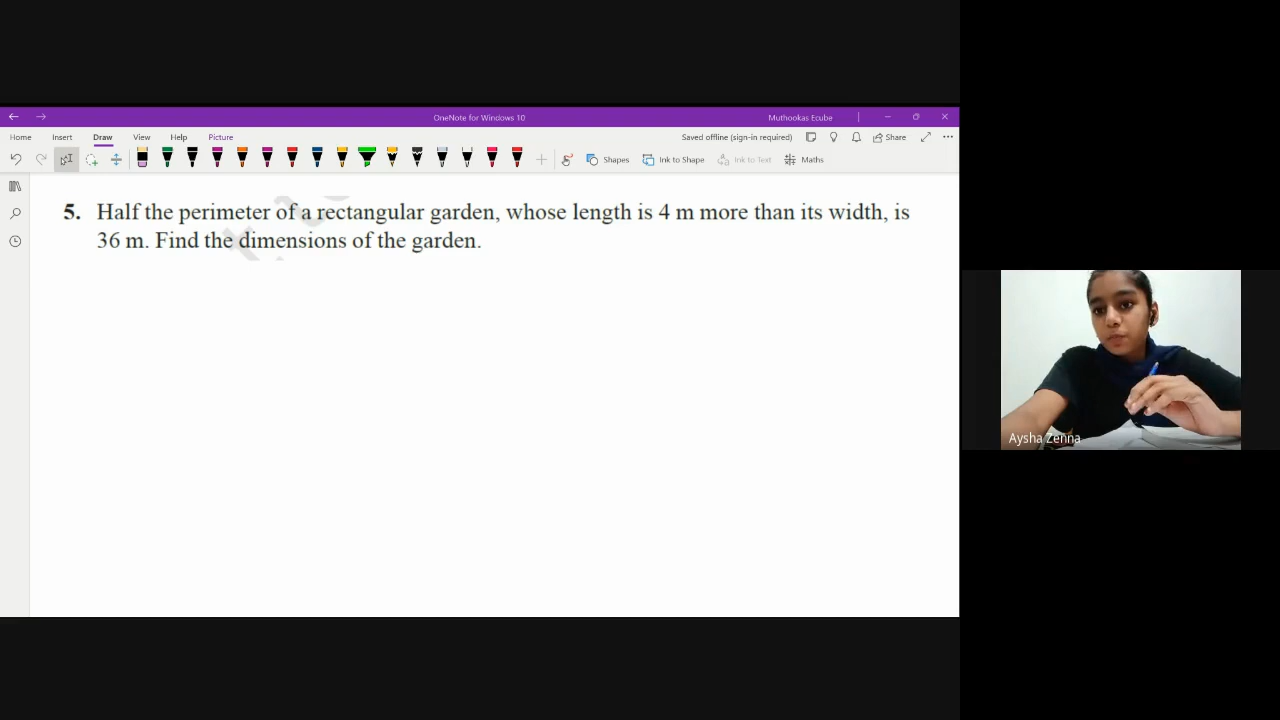 OneNote for Windows 10
Muthookas Ecube
Home Insert Draw View Help Picture
Saved offline (sign-in required) Share
Shapes Ink to Shape Ink to Text Maths
5. Half the perimeter of a rectangular garden, whose length is 4 m more than its width, is
36 m. Find the dimensions of the garden.
Aysha Zenna